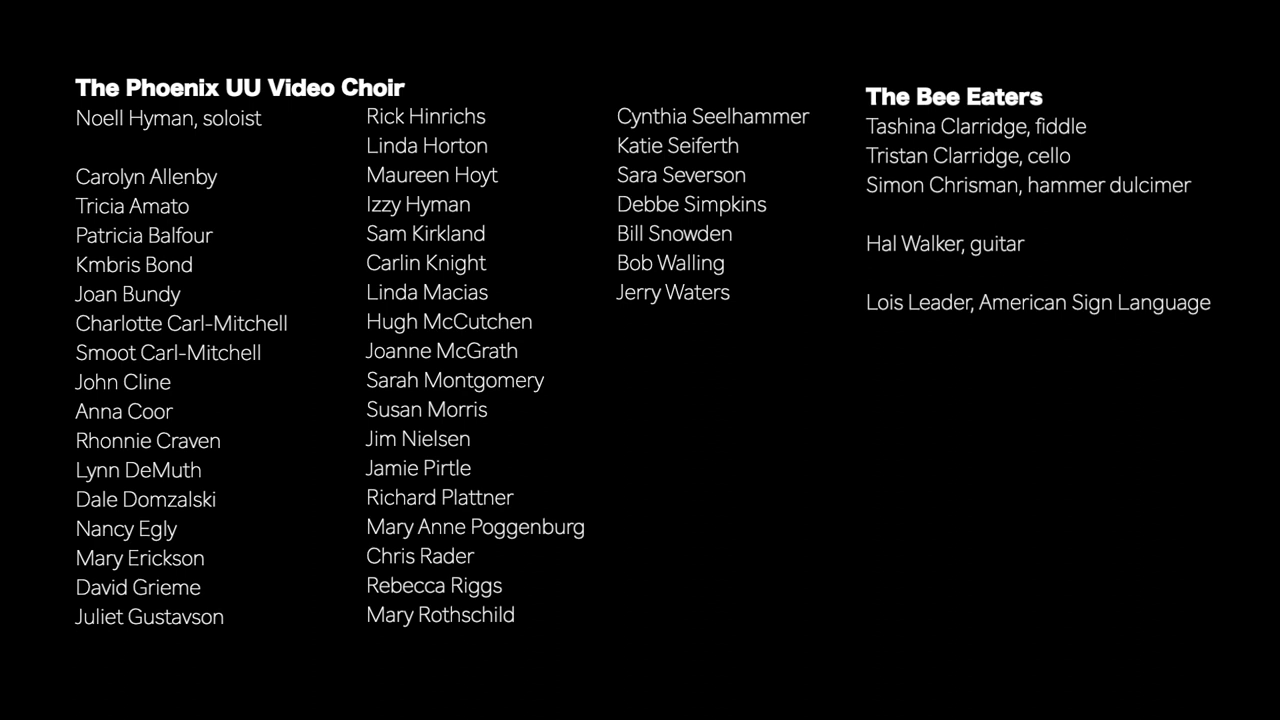 The Phoenix UU Video Choir
Noell Hyman, soloist
Carolyn Allenby
Tricia Amato
Patricia Balfour
Kmbris Bond
Joan Bundy
Charlotte Carl-Mitchell
Smoot Carl-Mitchell
John Cline
Anna Coor
Rhonnie Craven
Lynn DeMuth
Dale Domzalski
Nancy Egly
Mary Erickson
David Grieme
Juliet Gustavson
Rick Hinrichs
Linda Horton
Maureen Hoyt
Izzy Hyman
Sam Kirkland
Carlin Knight
Linda Macias
Hugh McCutchen
Joanne McGrath
Sarah Montgomery
Susan Morris
Jim Nielsen
Jamie Pirtle
Richard Plattner
Mary Anne Poggenburg
Chris Rader
Rebecca Riggs
Mary Rothschild
Cynthia Seelhammer
Katie Seiferth
Sara Severson
Debbe Simpkins
Bill Snowden
Bob Walling
Jerry Waters
The Bee Eaters
Tashina Clarridge, fiddle
Tristan Clarridge, cello
Simon Chrisman, hammer dulcimer
Hal Walker, guitar
Lois Leader, American Sign Language